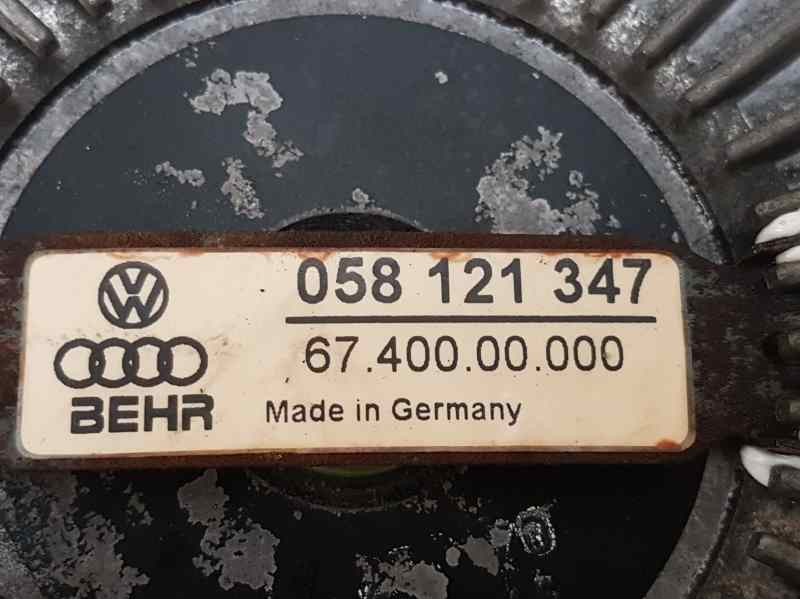 058 121 347
67.400.00.000
BEHR
Made in Germany